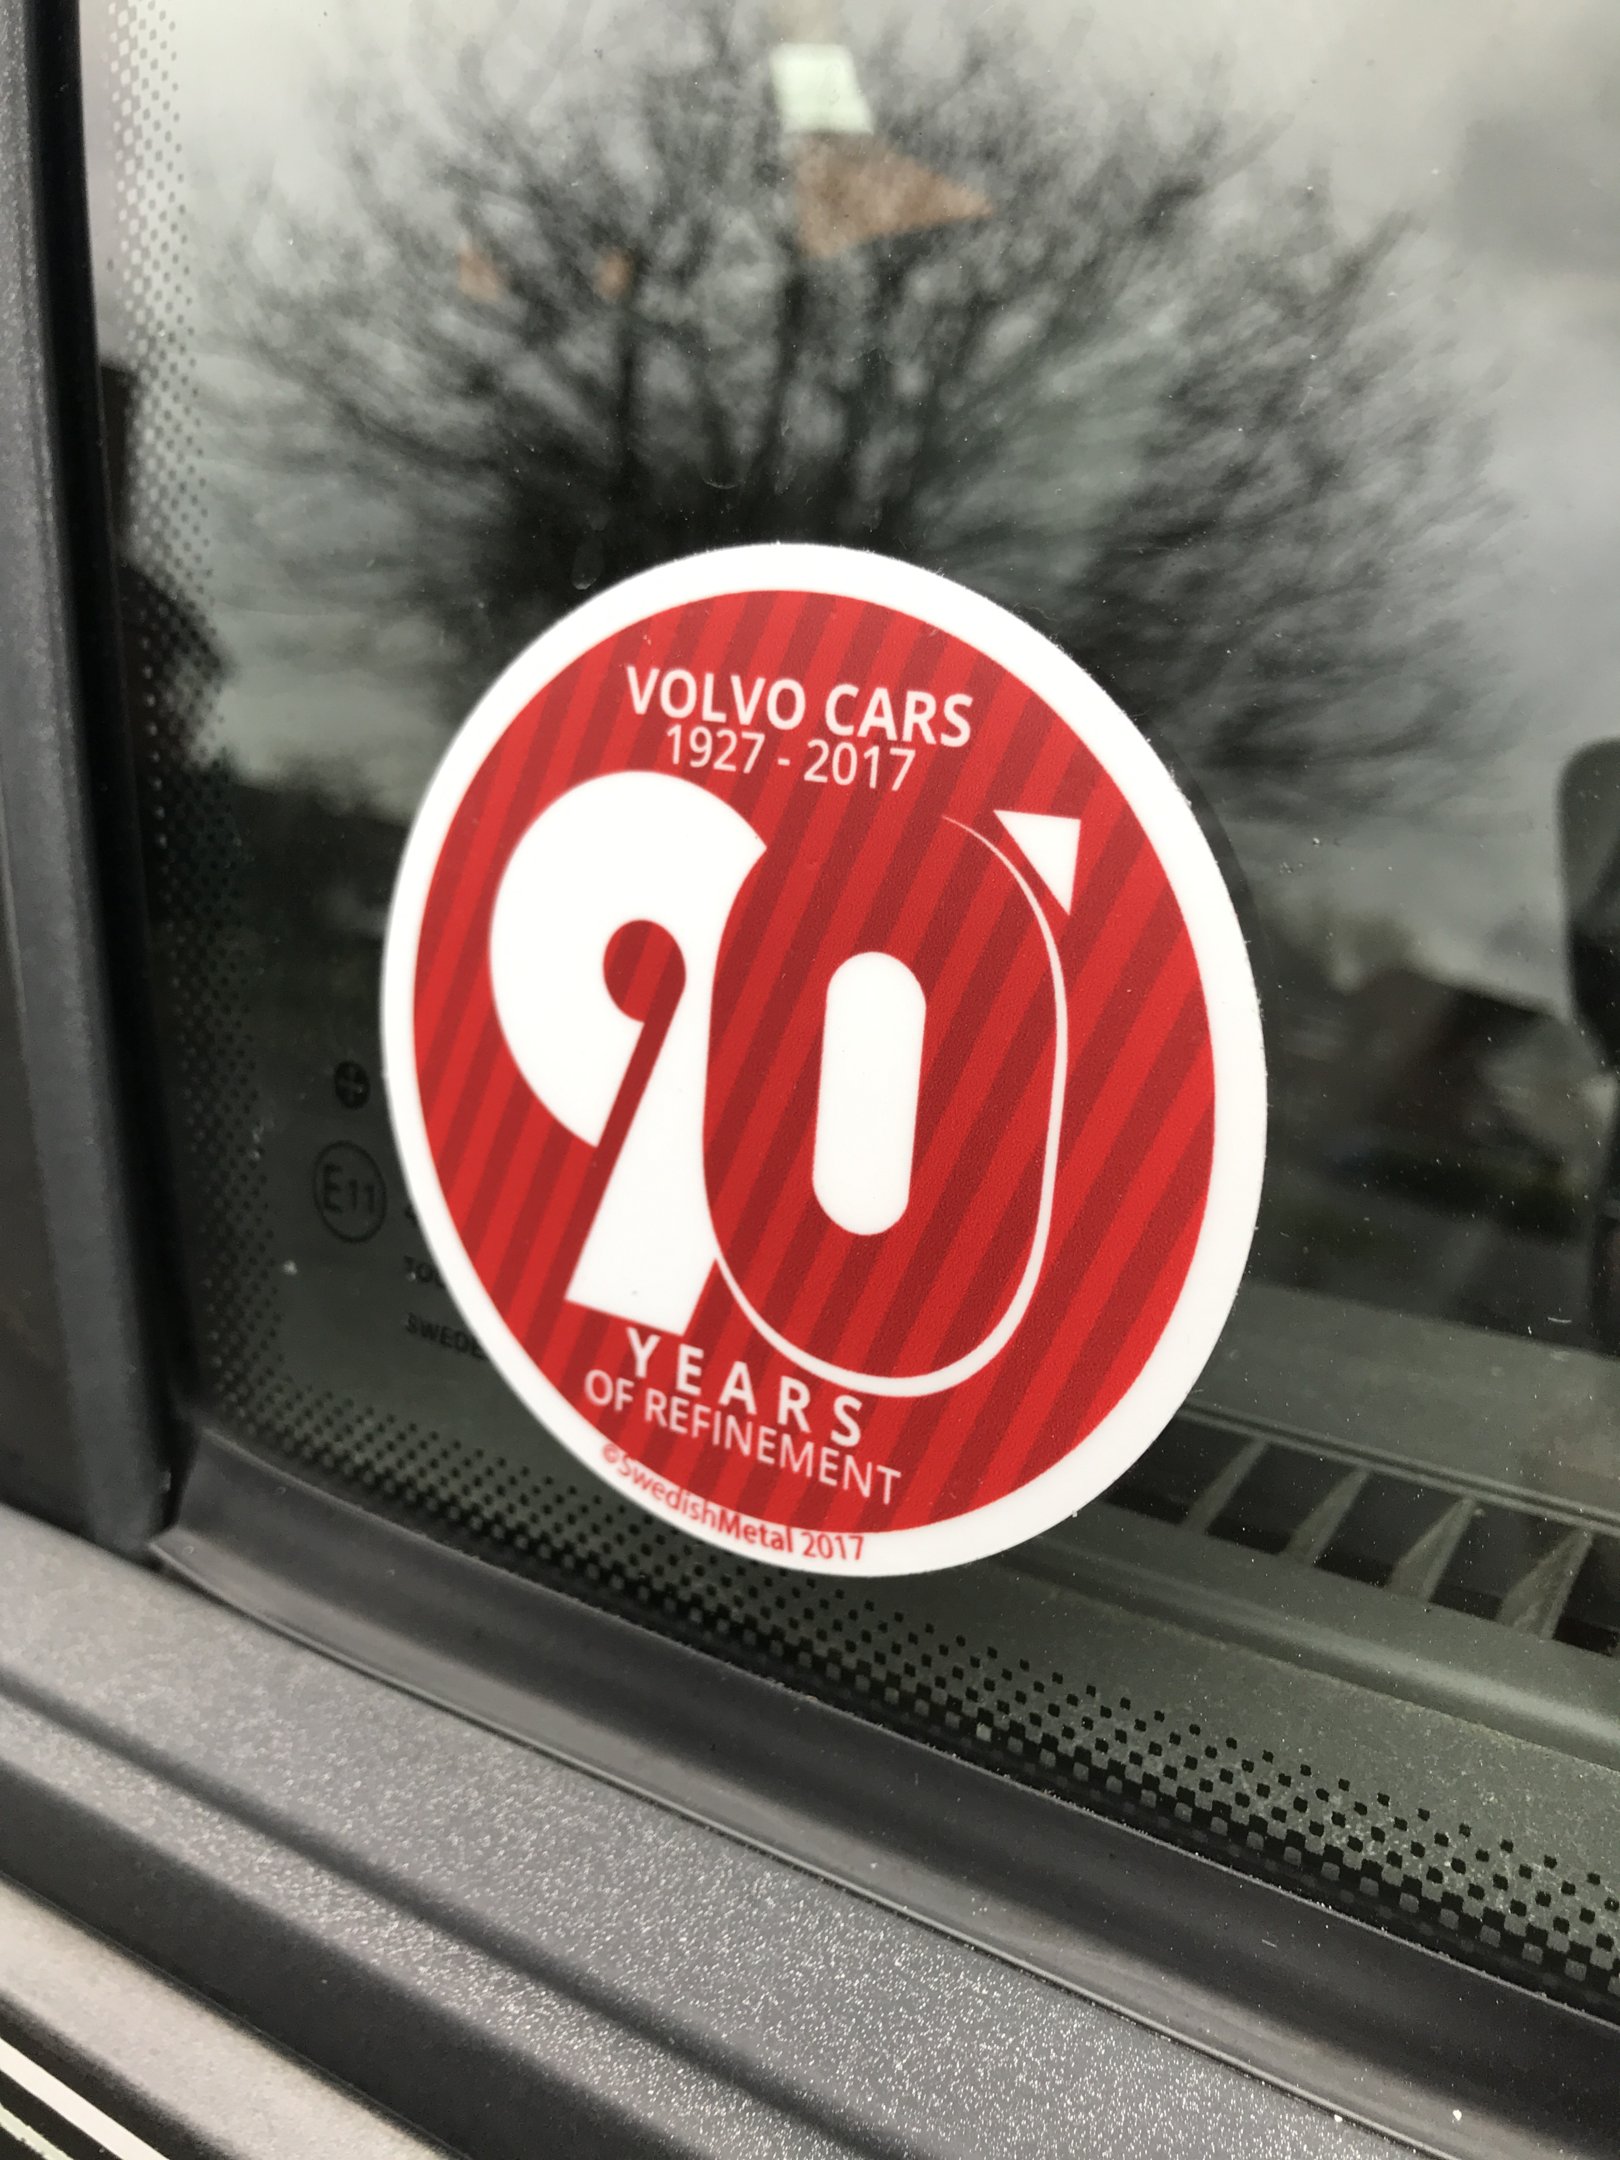 VOLVO CARS
1927 - 2017
90
YEARS
OF REFINEMENT
©SwedishMetal 2017
E11